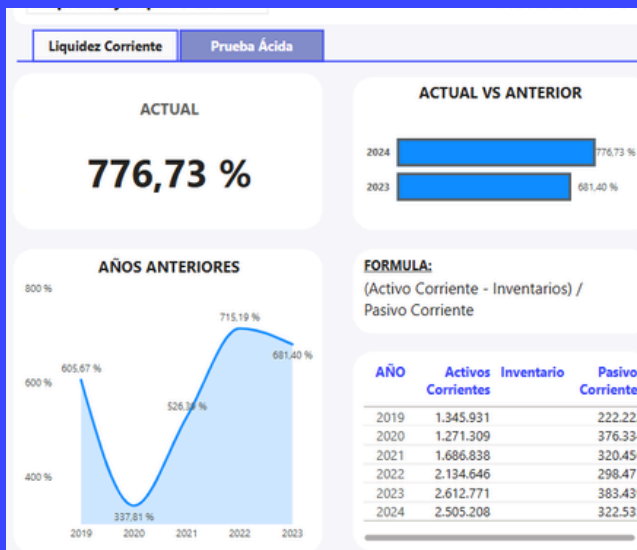 Liquidez Corriente
Prueba Ácida
ACTUAL
776,73 %
ACTUAL VS ANTERIOR
2024
776,73 %
2023
681,40 %
AÑOS ANTERIORES
800 %
600 %
400 %
605,67 %
337,81 %
526,39 %
715,19 %
681,40 %
2019 2020 2021 2022 2023
FORMULA:
(Activo Corriente - Inventarios) /
Pasivo Corriente
AÑO Activos Inventario
Corrientes
2019 1.345.931
2020 1.271.309
2021 1.686.838
2022 2.134.646
2023 2.612.771
2024 2.505.208